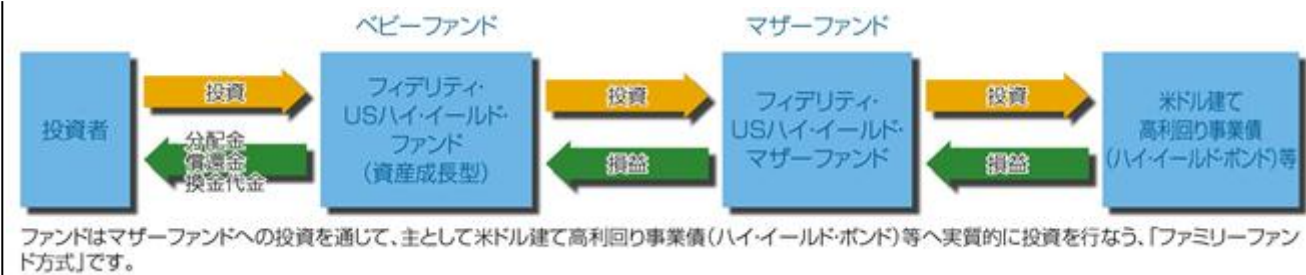 ベビーファンド
マザーファンド
投資者
投資
分配金
償還金
換金代金
フィデリティ・
USハイ・イールド・
ファンド
(資産成長型)
投資
損益
フィデリティ・
USハイ・イールド・
マザーファンド
投資
損益
米ドル建て
高利回り事業債
(ハイ・イールド・ボンド)等
ファンドはマザーファンドへの投資を通じて、主として米ドル建て高利回り事業債(ハイ・イールド・ボンド)等へ実質的に投資を行なう、「ファミリーファン
ド方式」です。